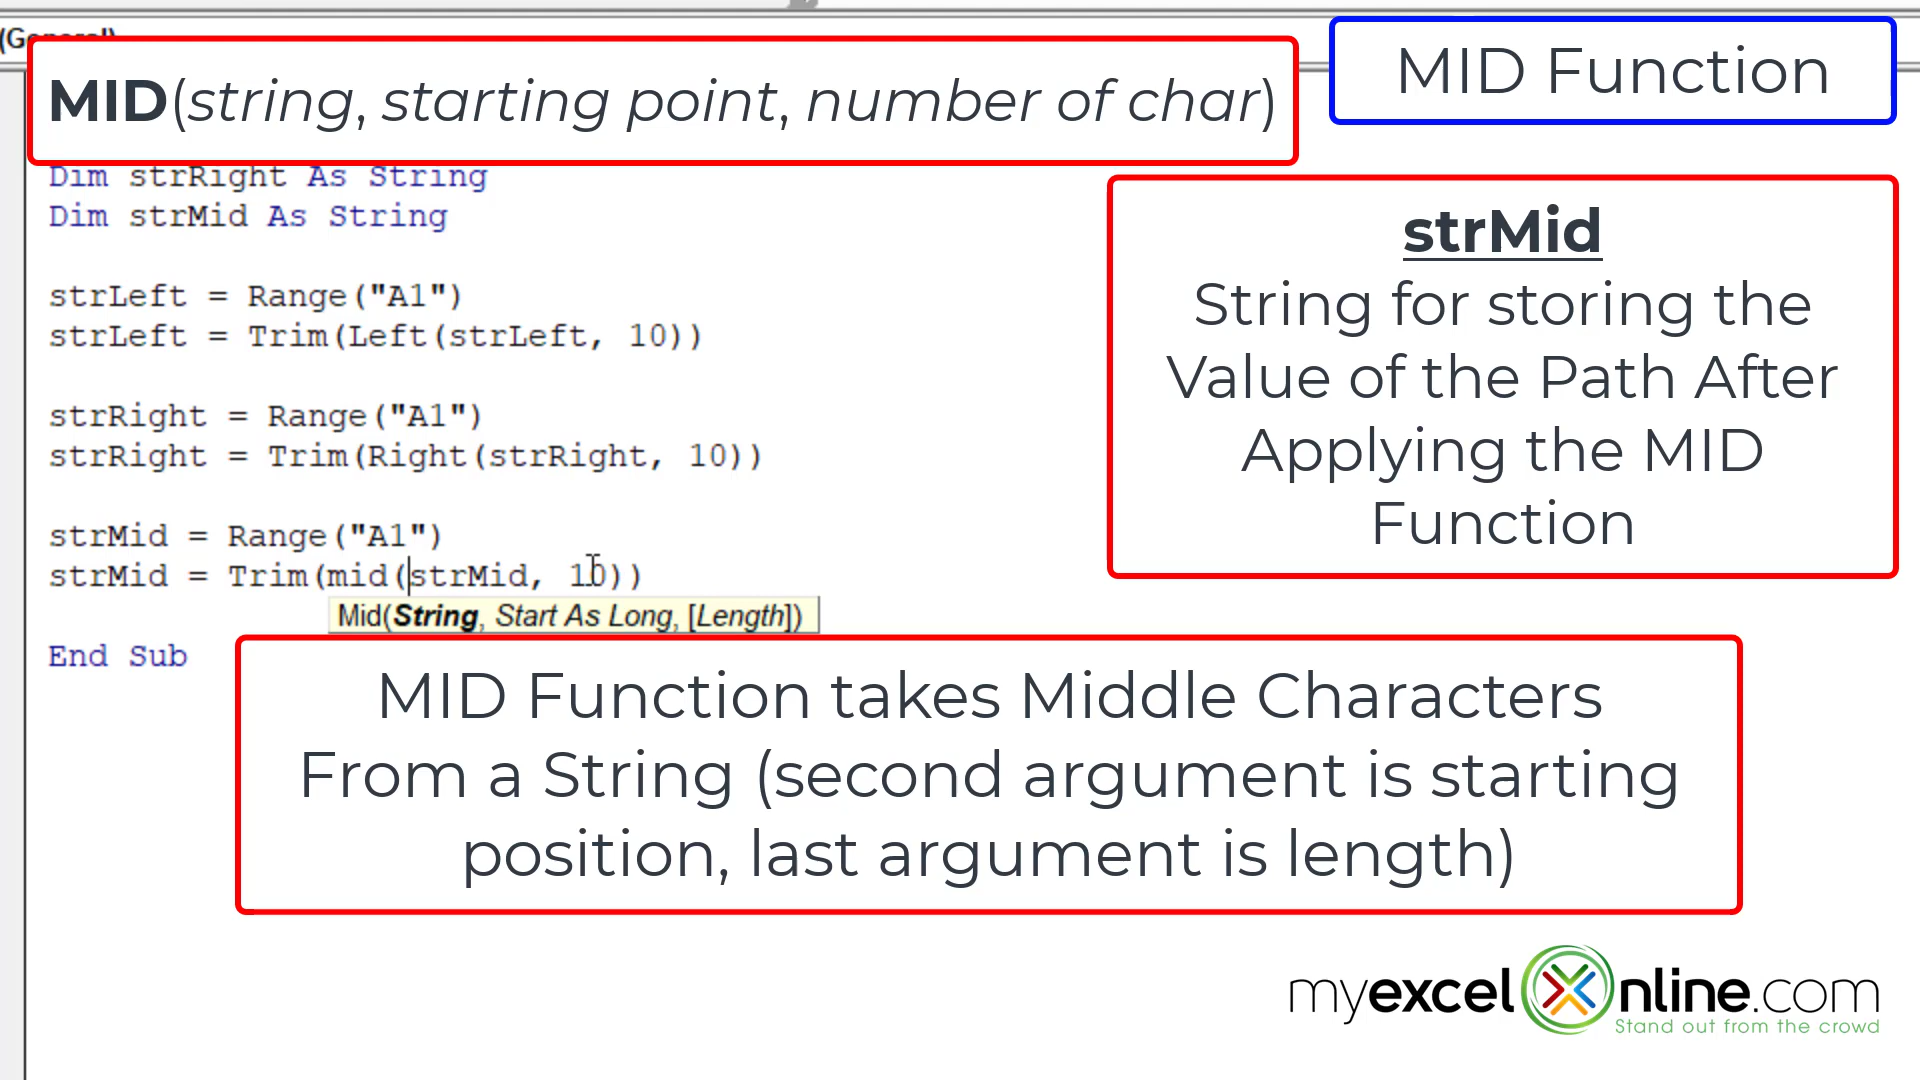 MID(string, starting point, number of char)
MID Function
Dim strRight As String
Dim strMid As String
strLeft = Range("A1")
strLeft = Trim(Left(strLeft, 10))
strRight = Range("A1")
strRight = Trim(Right(strRight, 10))
strMid = Range("A1")
strMid = Trim(mid(strMid, 10))
Mid(String, Start As Long, [Length])
End Sub
strMid
String for storing the
Value of the Path After
Applying the MID
Function
MID Function takes Middle Characters
From a String (second argument is starting
position, last argument is length)
myexcelOnline.com
Stand out from the crowd